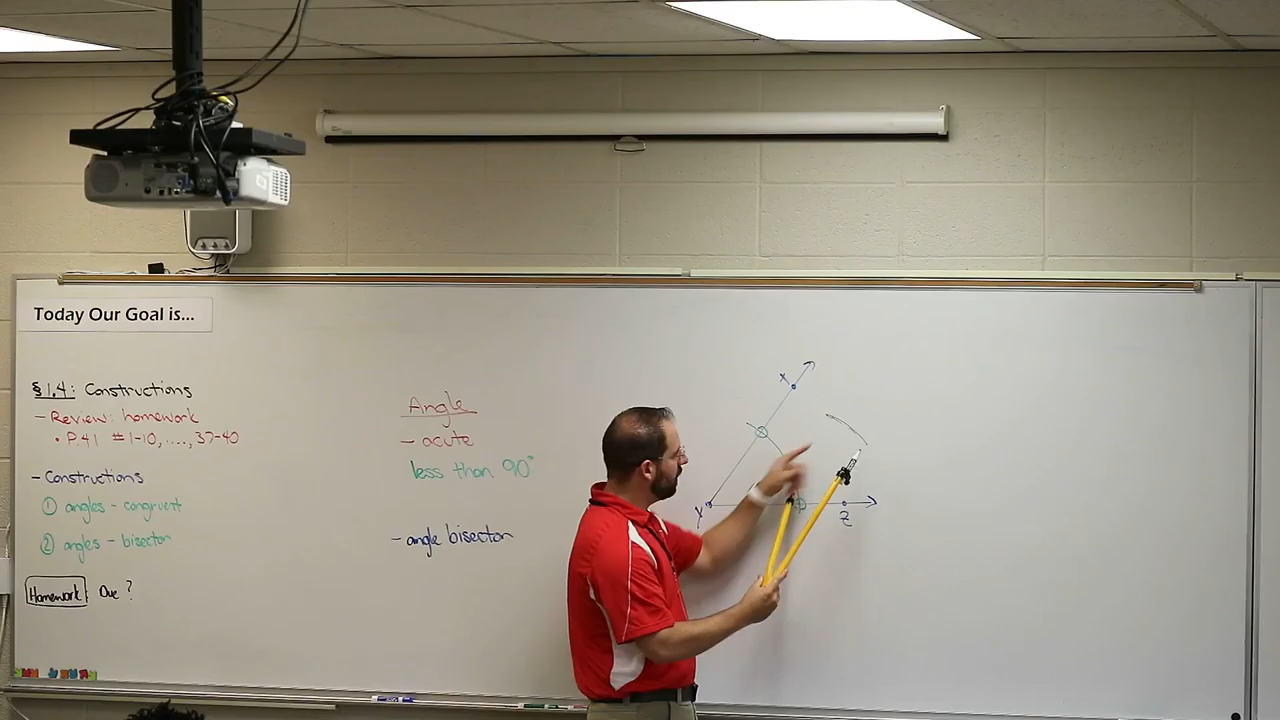 Today Our Goal is...
§1.4: Constructions
- Review: homework
• P.41 #1-10, ...., 37-40
- Constructions
① angles - congruent
② angles - bisector
Homework Due?
Angle
- acute
less than 90°
- angle bisector
X
Y
Z